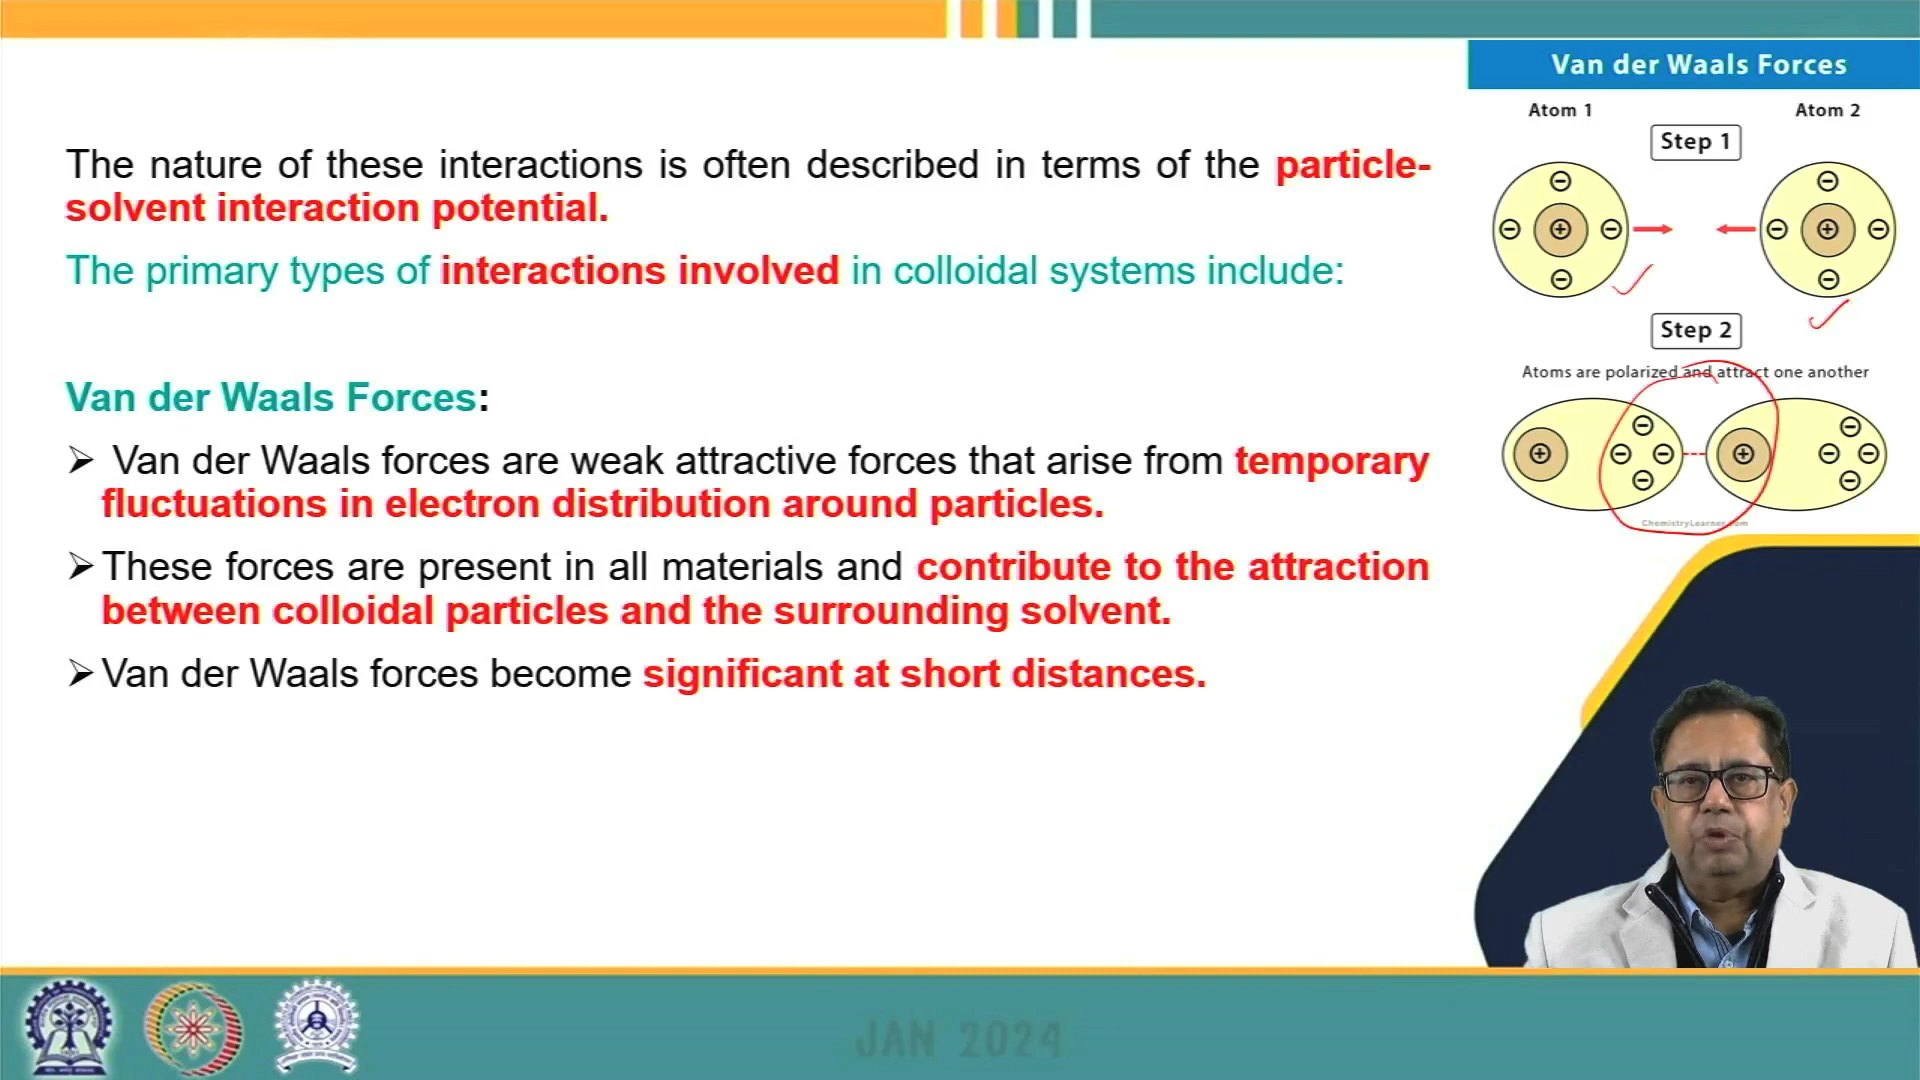 The nature of these interactions is often described in terms of the particle-
solvent interaction potential.
The primary types of interactions involved in colloidal systems include:
Van der Waals Forces:
➢ Van der Waals forces are weak attractive forces that arise from temporary
fluctuations in electron distribution around particles.
➢ These forces are present in all materials and contribute to the attraction
between colloidal particles and the surrounding solvent.
➢ Van der Waals forces become significant at short distances.
Van der Waals Forces
Atom 1
Atom 2
Step 1
Step 2
Atoms are polarized and attract one another
ChemistryLearner.com
JAN 2024